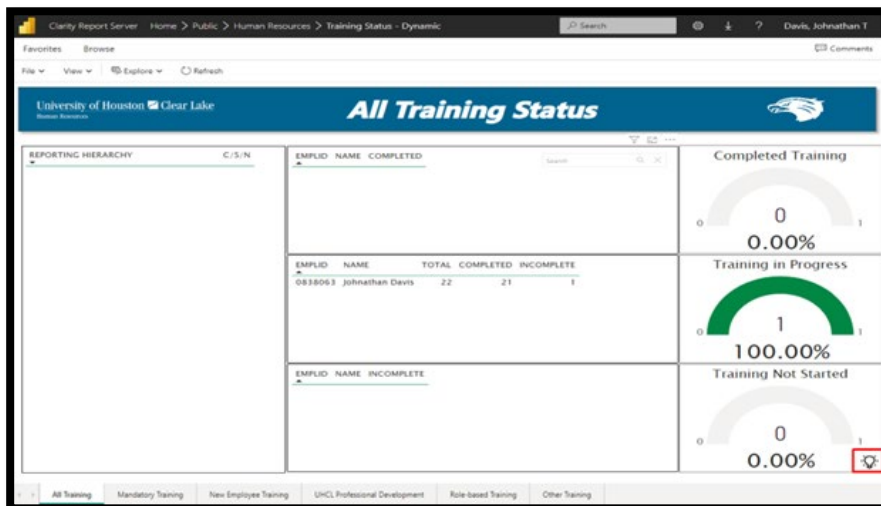 Clarity Report Server Home > Public > Human Resources > Training Status - Dynamic Search ? Davis, Johnathan T
Favorites Browse Comments
File View Explore Refresh
University of Houston Clear Lake
Human Resources
All Training Status
REPORTING HIERARCHY C/S/N
EMPLID NAME COMPLETED
Search
Completed Training
0
0 1
0.00%
EMPLID NAME TOTAL COMPLETED INCOMPLETE
0838063 Johnathan Davis 22 21 1
Training in Progress
1
0 1
100.00%
EMPLID NAME INCOMPLETE
Training Not Started
0
0 1
0.00%
All Training Mandatory Training New Employee Training UHCL Professional Development Role-based Training Other Training